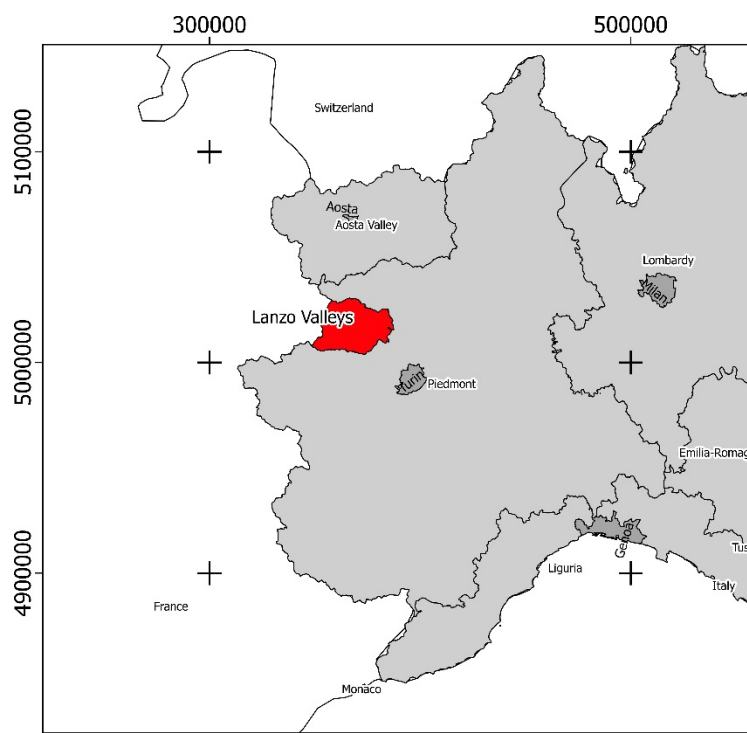 300000
500000
Switzerland
5100000
Aosta
Aosta Valley
Lombardy
Milan
Lanzo Valleys
5000000
Turin
Piedmont
Emilia-Romag
Genoa
Tus
Liguria
4900000
Italy
France
Monaco